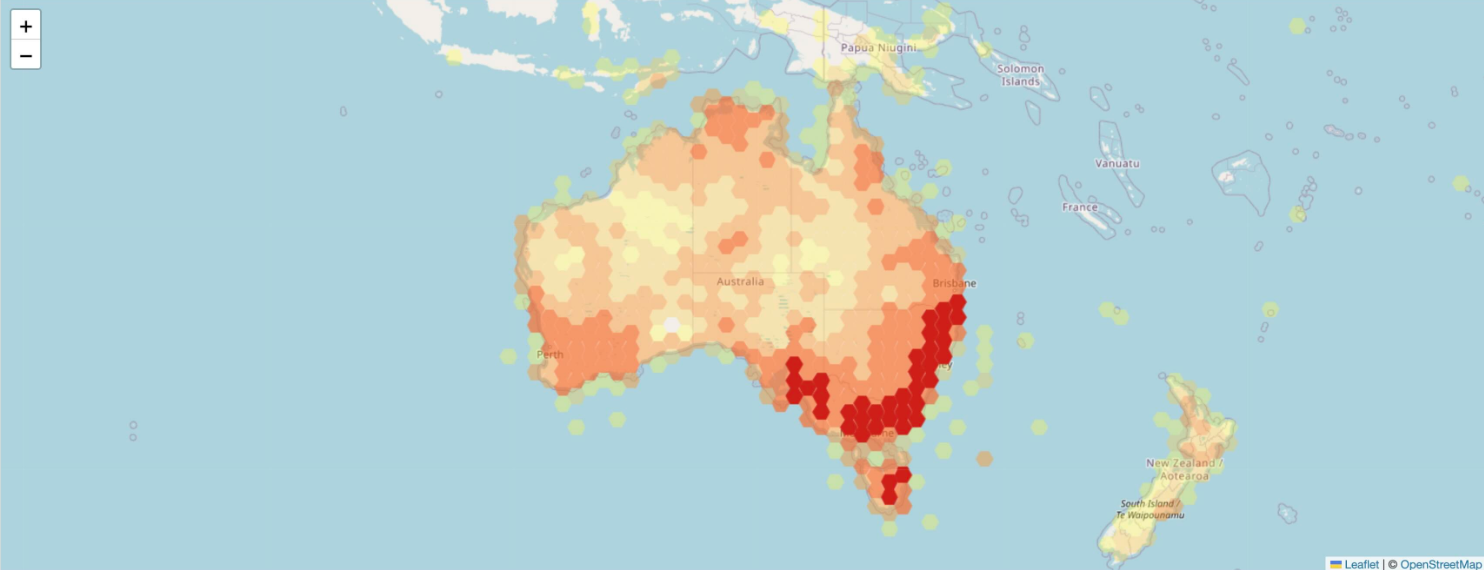 +
−
Papua Niugini
Solomon
Islands
Vanuatu
France
Australia
Brisbane
Perth
New Zealand /
Aotearoa
South Island /
Te Waipounamu
Leaflet | © OpenStreetMap